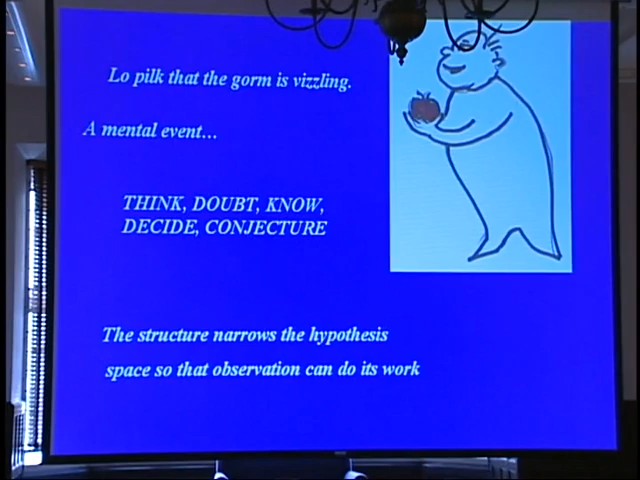 Lo pilk that the gorm is vizzling.
A mental event...
THINK, DOUBT, KNOW,
DECIDE, CONJECTURE
The structure narrows the hypothesis
space so that observation can do its work